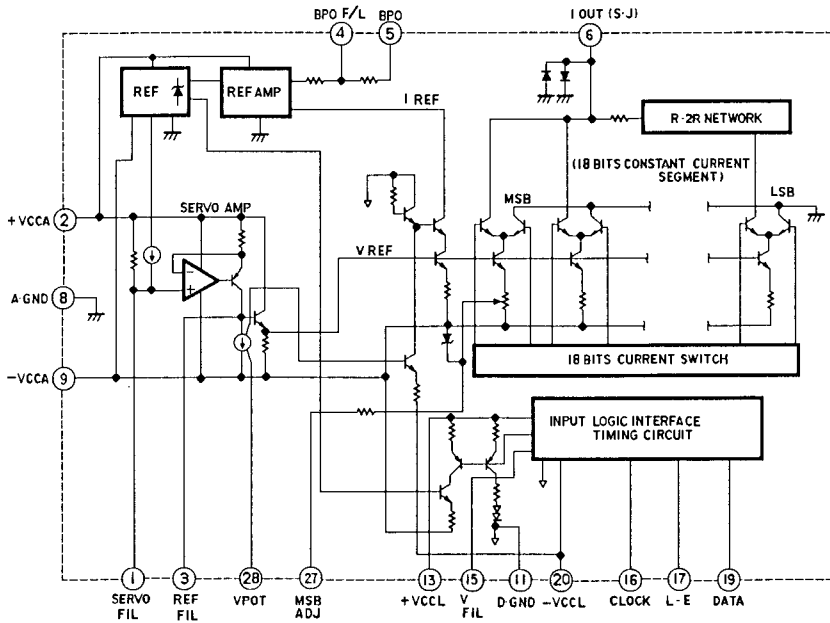 BPO F/L
BPO
I OUT (S·J)
4
5
6
REF
REF AMP
I REF
R-2R NETWORK
(18 BITS CONSTANT CURRENT
SEGMENT)
MSB
LSB
+VCCA
2
SERVO AMP
V REF
A·GND
8
-VCCA
9
18 BITS CURRENT SWITCH
INPUT LOGIC INTERFACE
TIMING CIRCUIT
1
3
28
27
13
15
11
20
16
17
19
SERVO
FIL
REF
FIL
VPOT
MSB
ADJ
+VCCL
V
FIL
D·GND
-VCCL
CLOCK
L-E
DATA